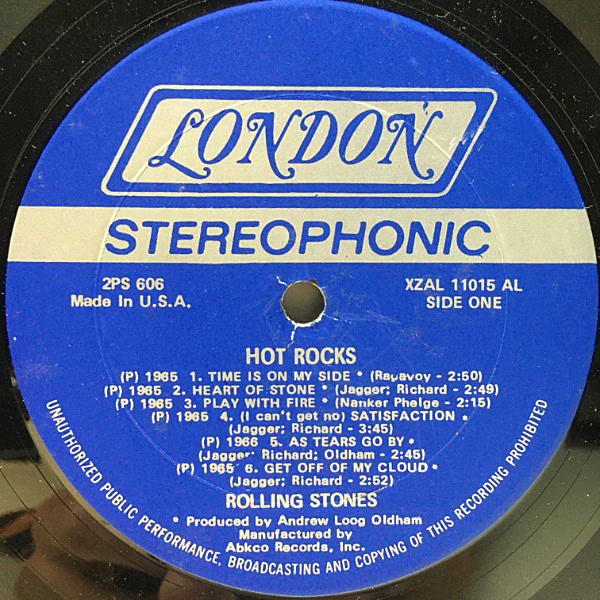 LONDON
STEREOPHONIC
2PS 606
Made In U.S.A.
XZAL 11015 AL
SIDE ONE
HOT ROCKS
(P) 1965 1. TIME IS ON MY SIDE * (Ragavoy - 2:50)
(P) 1965 2. HEART OF STONE * (Jagger; Richard - 2:49)
(P) 1965 3. PLAY WITH FIRE * (Nanker Phelge - 2:15)
(P) 1965 4. (I can't get no) SATISFACTION *
(Jagger; Richard - 3:45)
(P) 1966 5. AS TEARS GO BY *
(Jagger; Richard; Oldham - 2:45)
(P) 1965 6. GET OFF OF MY CLOUD *
(Jagger; Richard - 2:52)
ROLLING STONES
* Produced by Andrew Loog Oldham
Manufactured by
Abkco Records, Inc.
UNAUTHORIZED PUBLIC PERFORMANCE, BROADCASTING AND COPYING OF THIS RECORDING PROHIBITED